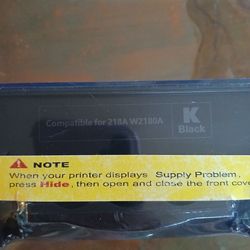 Compatible for 218A W2180A
K
Black
NOTE
When your printer displays Supply Problem,
press Hide, then open and close the front cove